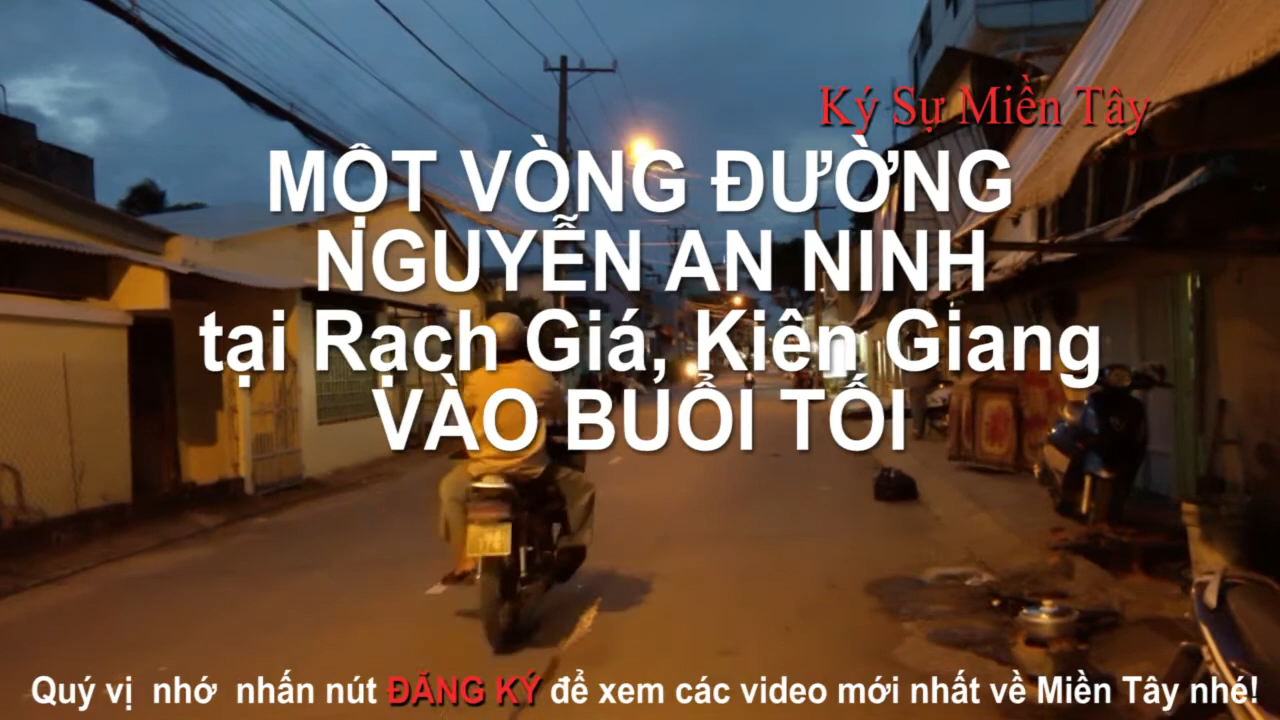 Ký Sự Miền Tây
MỘT VÒNG ĐƯỜNG
NGUYỄN AN NINH
tại Rạch Giá, Kiên Giang
VÀO BUỔI TỐI
Quý vị nhớ nhấn nút ĐĂNG KÝ để xem các video mới nhất về Miền Tây nhé!